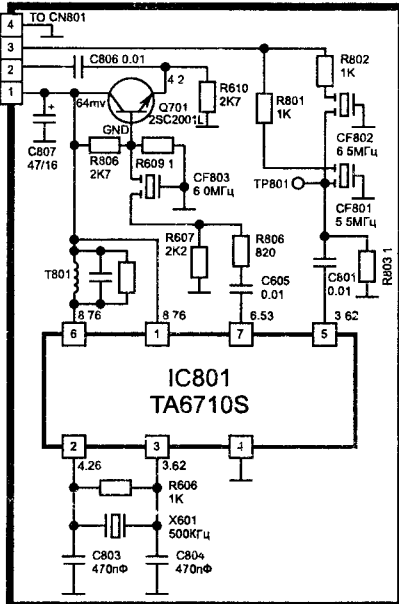 4 TO CN801
3
2 C806 0.01
1
4 2
64mv
Q701
2SC2001L
GND
R610
2K7
R801
1K
R802
1K
+
C807
47/16
R806
2K7
R609 1
CF803
6 0МГц
CF802
6 5МГц
TP801
CF801
5 5МГц
R607
2K2
R806
820
C605
0.01
C801
0.01
R803 1
T801
8 76
8 76
6.53
3 62
6 1 7 5
IC801
TA6710S
2 3 4
4.26
3.62
R606
1K
X601
500КГц
C803
470пФ
C804
470пФ